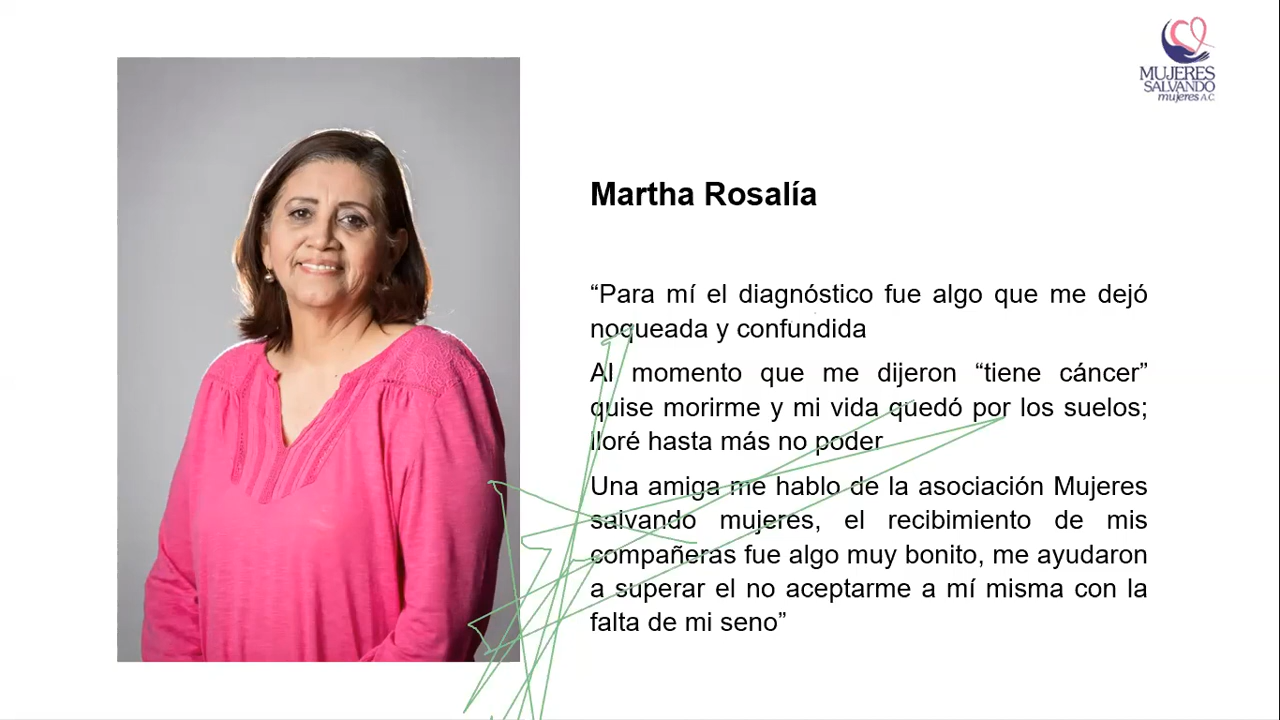 MUJERES
SALVANDO
mujeres A.C.
Martha Rosalía
“Para mí el diagnóstico fue algo que me dejó
noqueada y confundida
Al momento que me dijeron “tiene cáncer”
quise morirme y mi vida quedó por los suelos;
lloré hasta más no poder
Una amiga me hablo de la asociación Mujeres
salvando mujeres, el recibimiento de mis
compañeras fue algo muy bonito, me ayudaron
a superar el no aceptarme a mí misma con la
falta de mi seno”